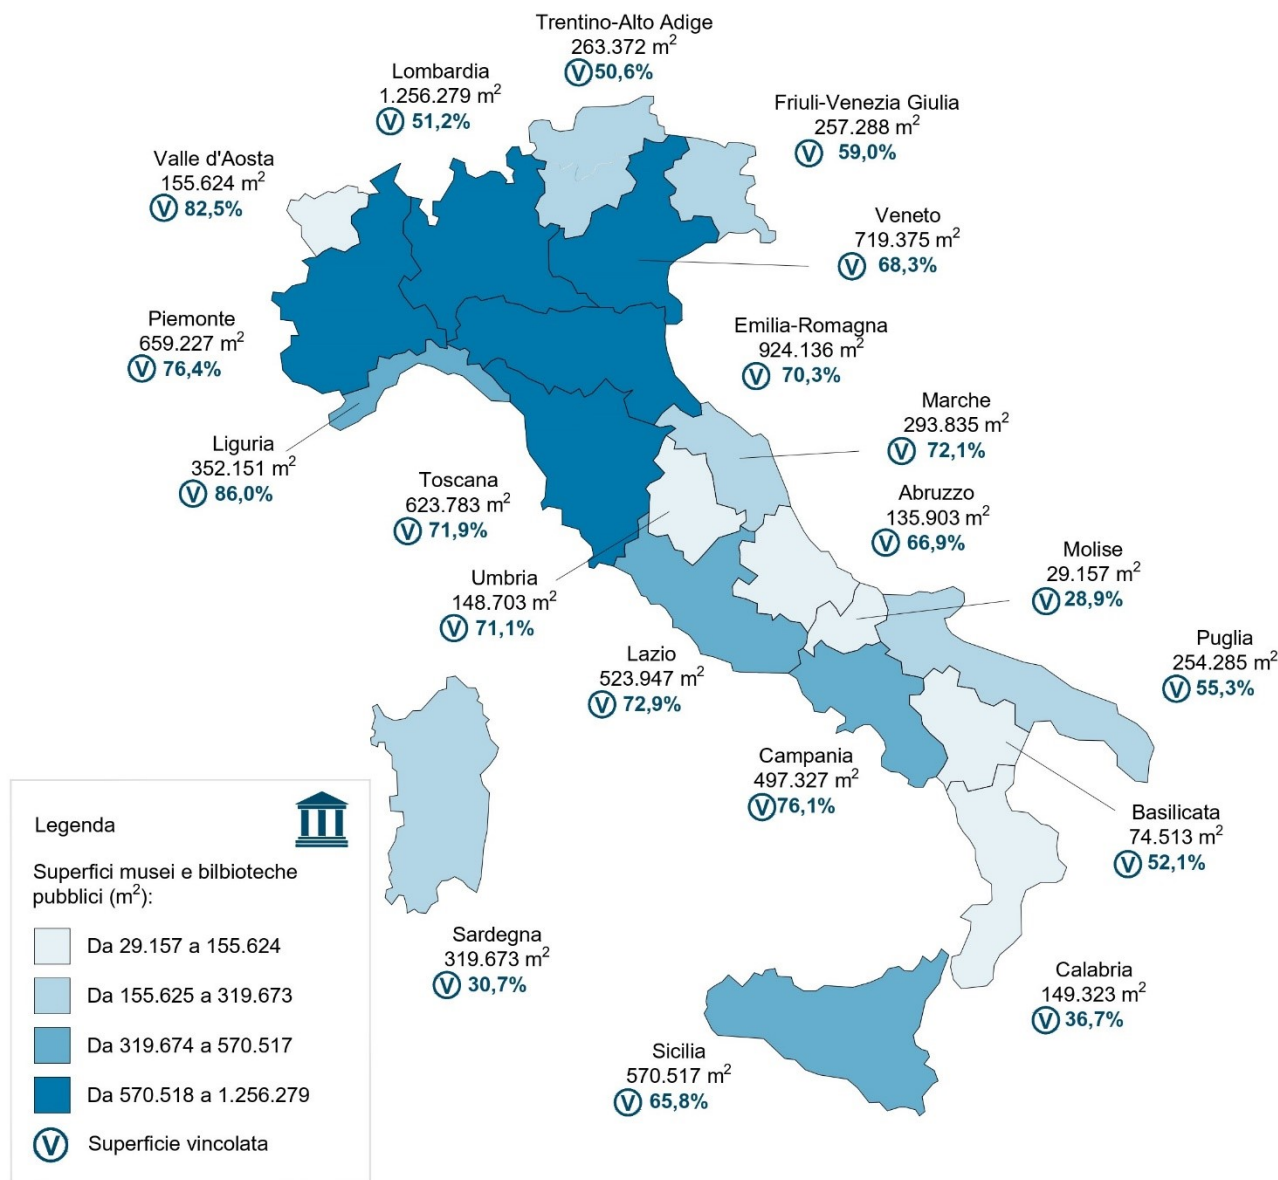 Trentino-Alto Adige
263.372 m²
V 50,6%
Lombardia
1.256.279 m²
V 51,2%
Friuli-Venezia Giulia
257.288 m²
V 59,0%
Valle d'Aosta
155.624 m²
V 82,5%
Veneto
719.375 m²
V 68,3%
Piemonte
659.227 m²
V 76,4%
Emilia-Romagna
924.136 m²
V 70,3%
Marche
293.835 m²
V 72,1%
Liguria
352.151 m²
V 86,0%
Toscana
623.783 m²
V 71,9%
Abruzzo
135.903 m²
V 66,9%
Molise
29.157 m²
V 28,9%
Umbria
148.703 m²
V 71,1%
Puglia
254.285 m²
V 55,3%
Lazio
523.947 m²
V 72,9%
Campania
497.327 m²
V 76,1%
Basilicata
74.513 m²
V 52,1%
Sardegna
319.673 m²
V 30,7%
Calabria
149.323 m²
V 36,7%
Sicilia
570.517 m²
V 65,8%
Legenda
Superfici musei e bilbioteche
pubblici (m²):
Da 29.157 a 155.624
Da 155.625 a 319.673
Da 319.674 a 570.517
Da 570.518 a 1.256.279
V Superficie vincolata